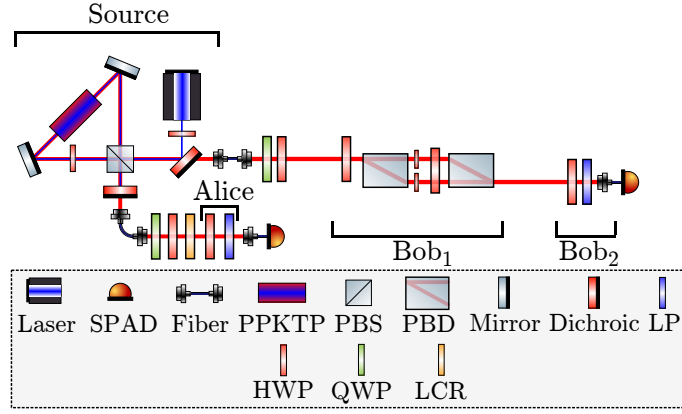 Source
Alice
Bob₁
Bob₂
Laser SPAD Fiber PPKTP PBS PBD Mirror Dichroic LP
HWP QWP LCR